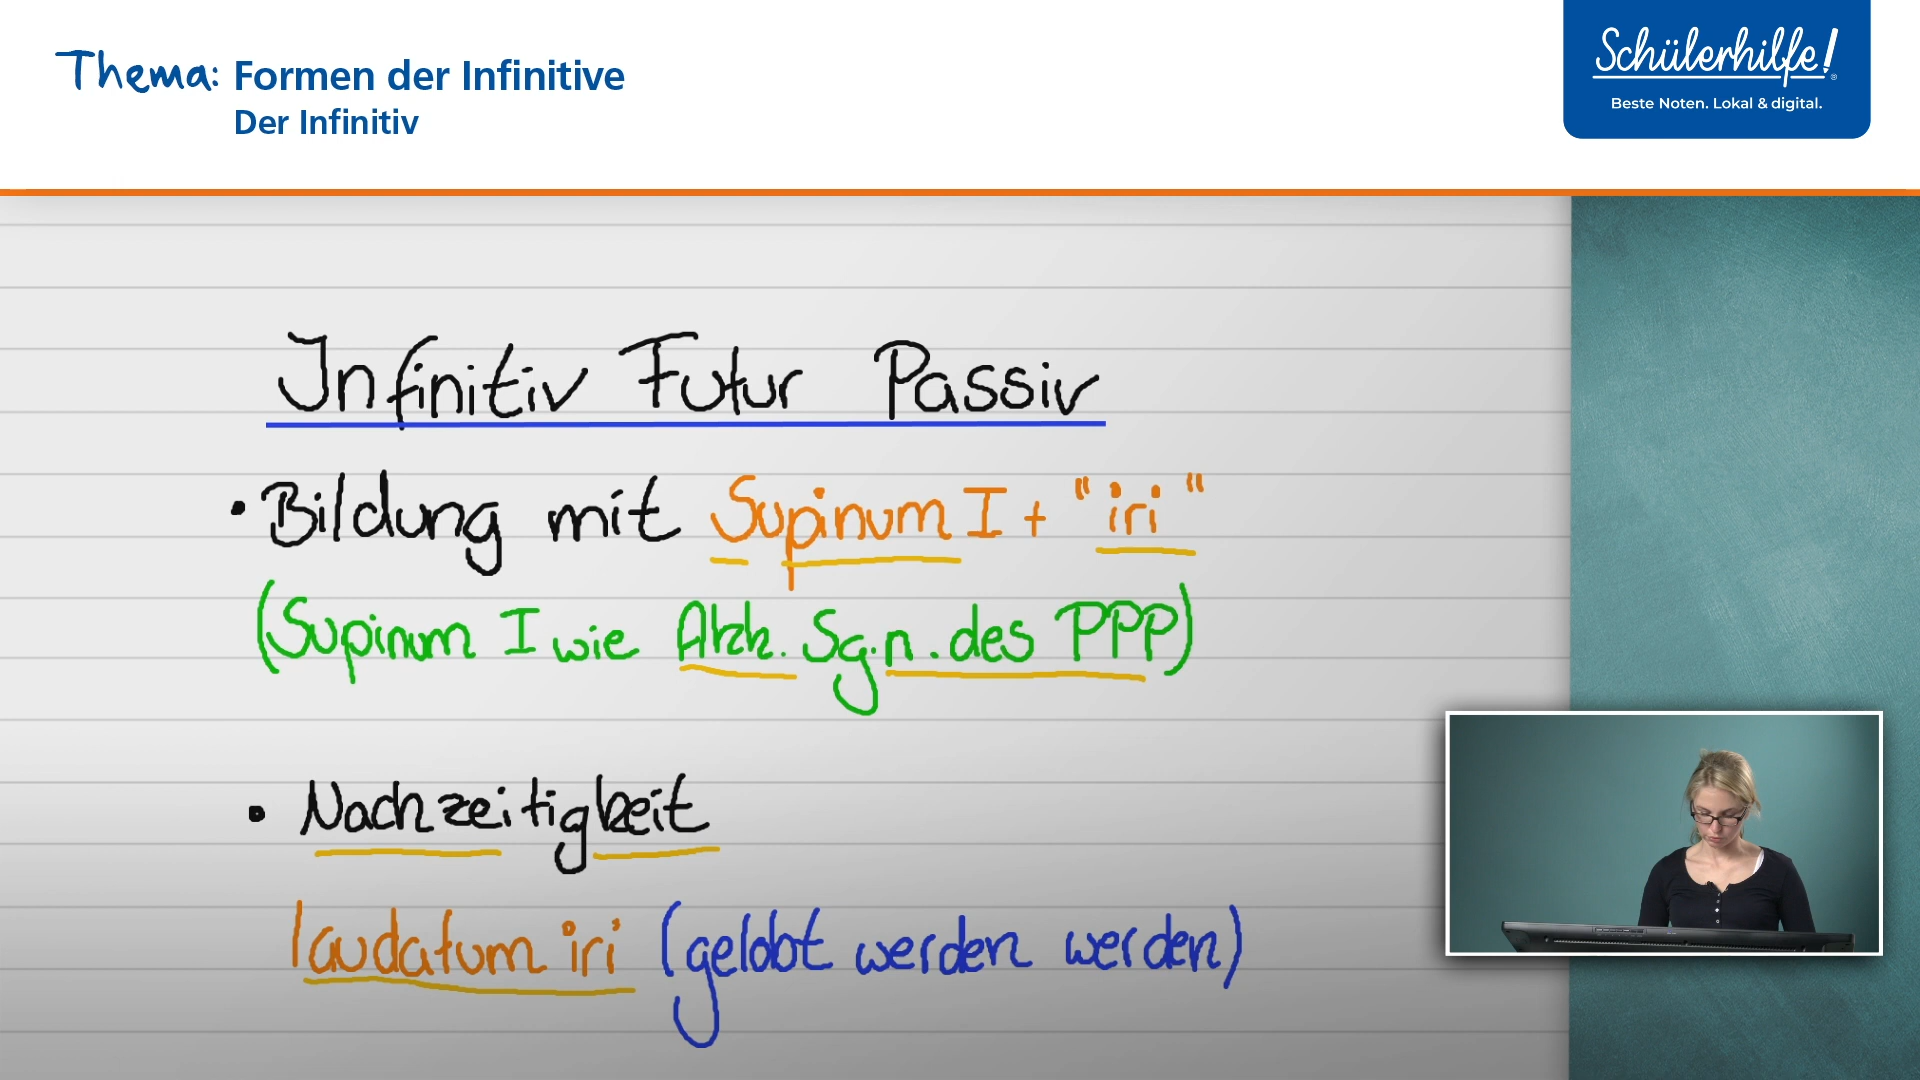 Thema: Formen der Infinitive
Der Infinitiv
Schülerhilfe!®
Beste Noten. Lokal & digital.
Infinitiv Futur Passiv
• Bildung mit Supinum I + "iri"
(Supinum I wie Akk. Sg. n. des PPP)
• Nachzeitigkeit
laudatum iri (gelobt werden werden)